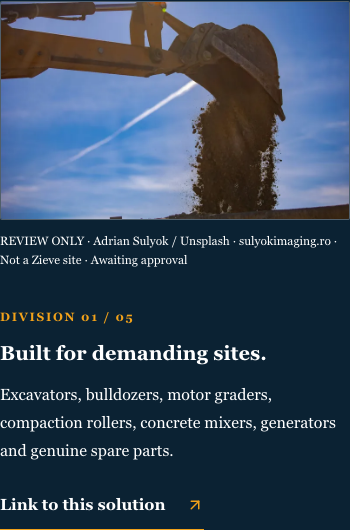 REVIEW ONLY · Adrian Sulyok / Unsplash · sulyokimaging.ro ·
Not a Zieve site · Awaiting approval
DIVISION 01 / 05
Built for demanding sites.
Excavators, bulldozers, motor graders,
compaction rollers, concrete mixers, generators
and genuine spare parts.
Link to this solution ↗